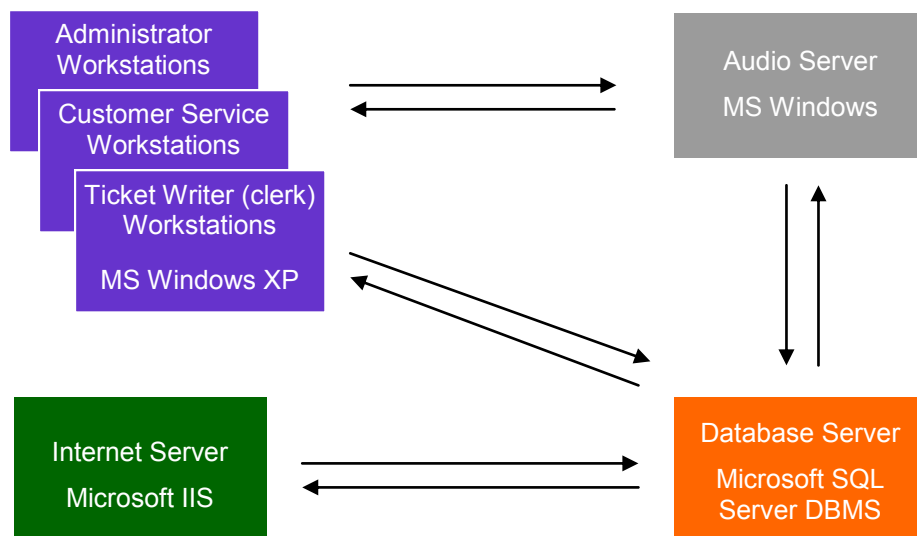 Administrator
Workstations
Customer Service
Workstations
Ticket Writer (clerk)
Workstations
MS Windows XP
Audio Server
MS Windows
Internet Server
Microsoft IIS
Database Server
Microsoft SQL
Server DBMS